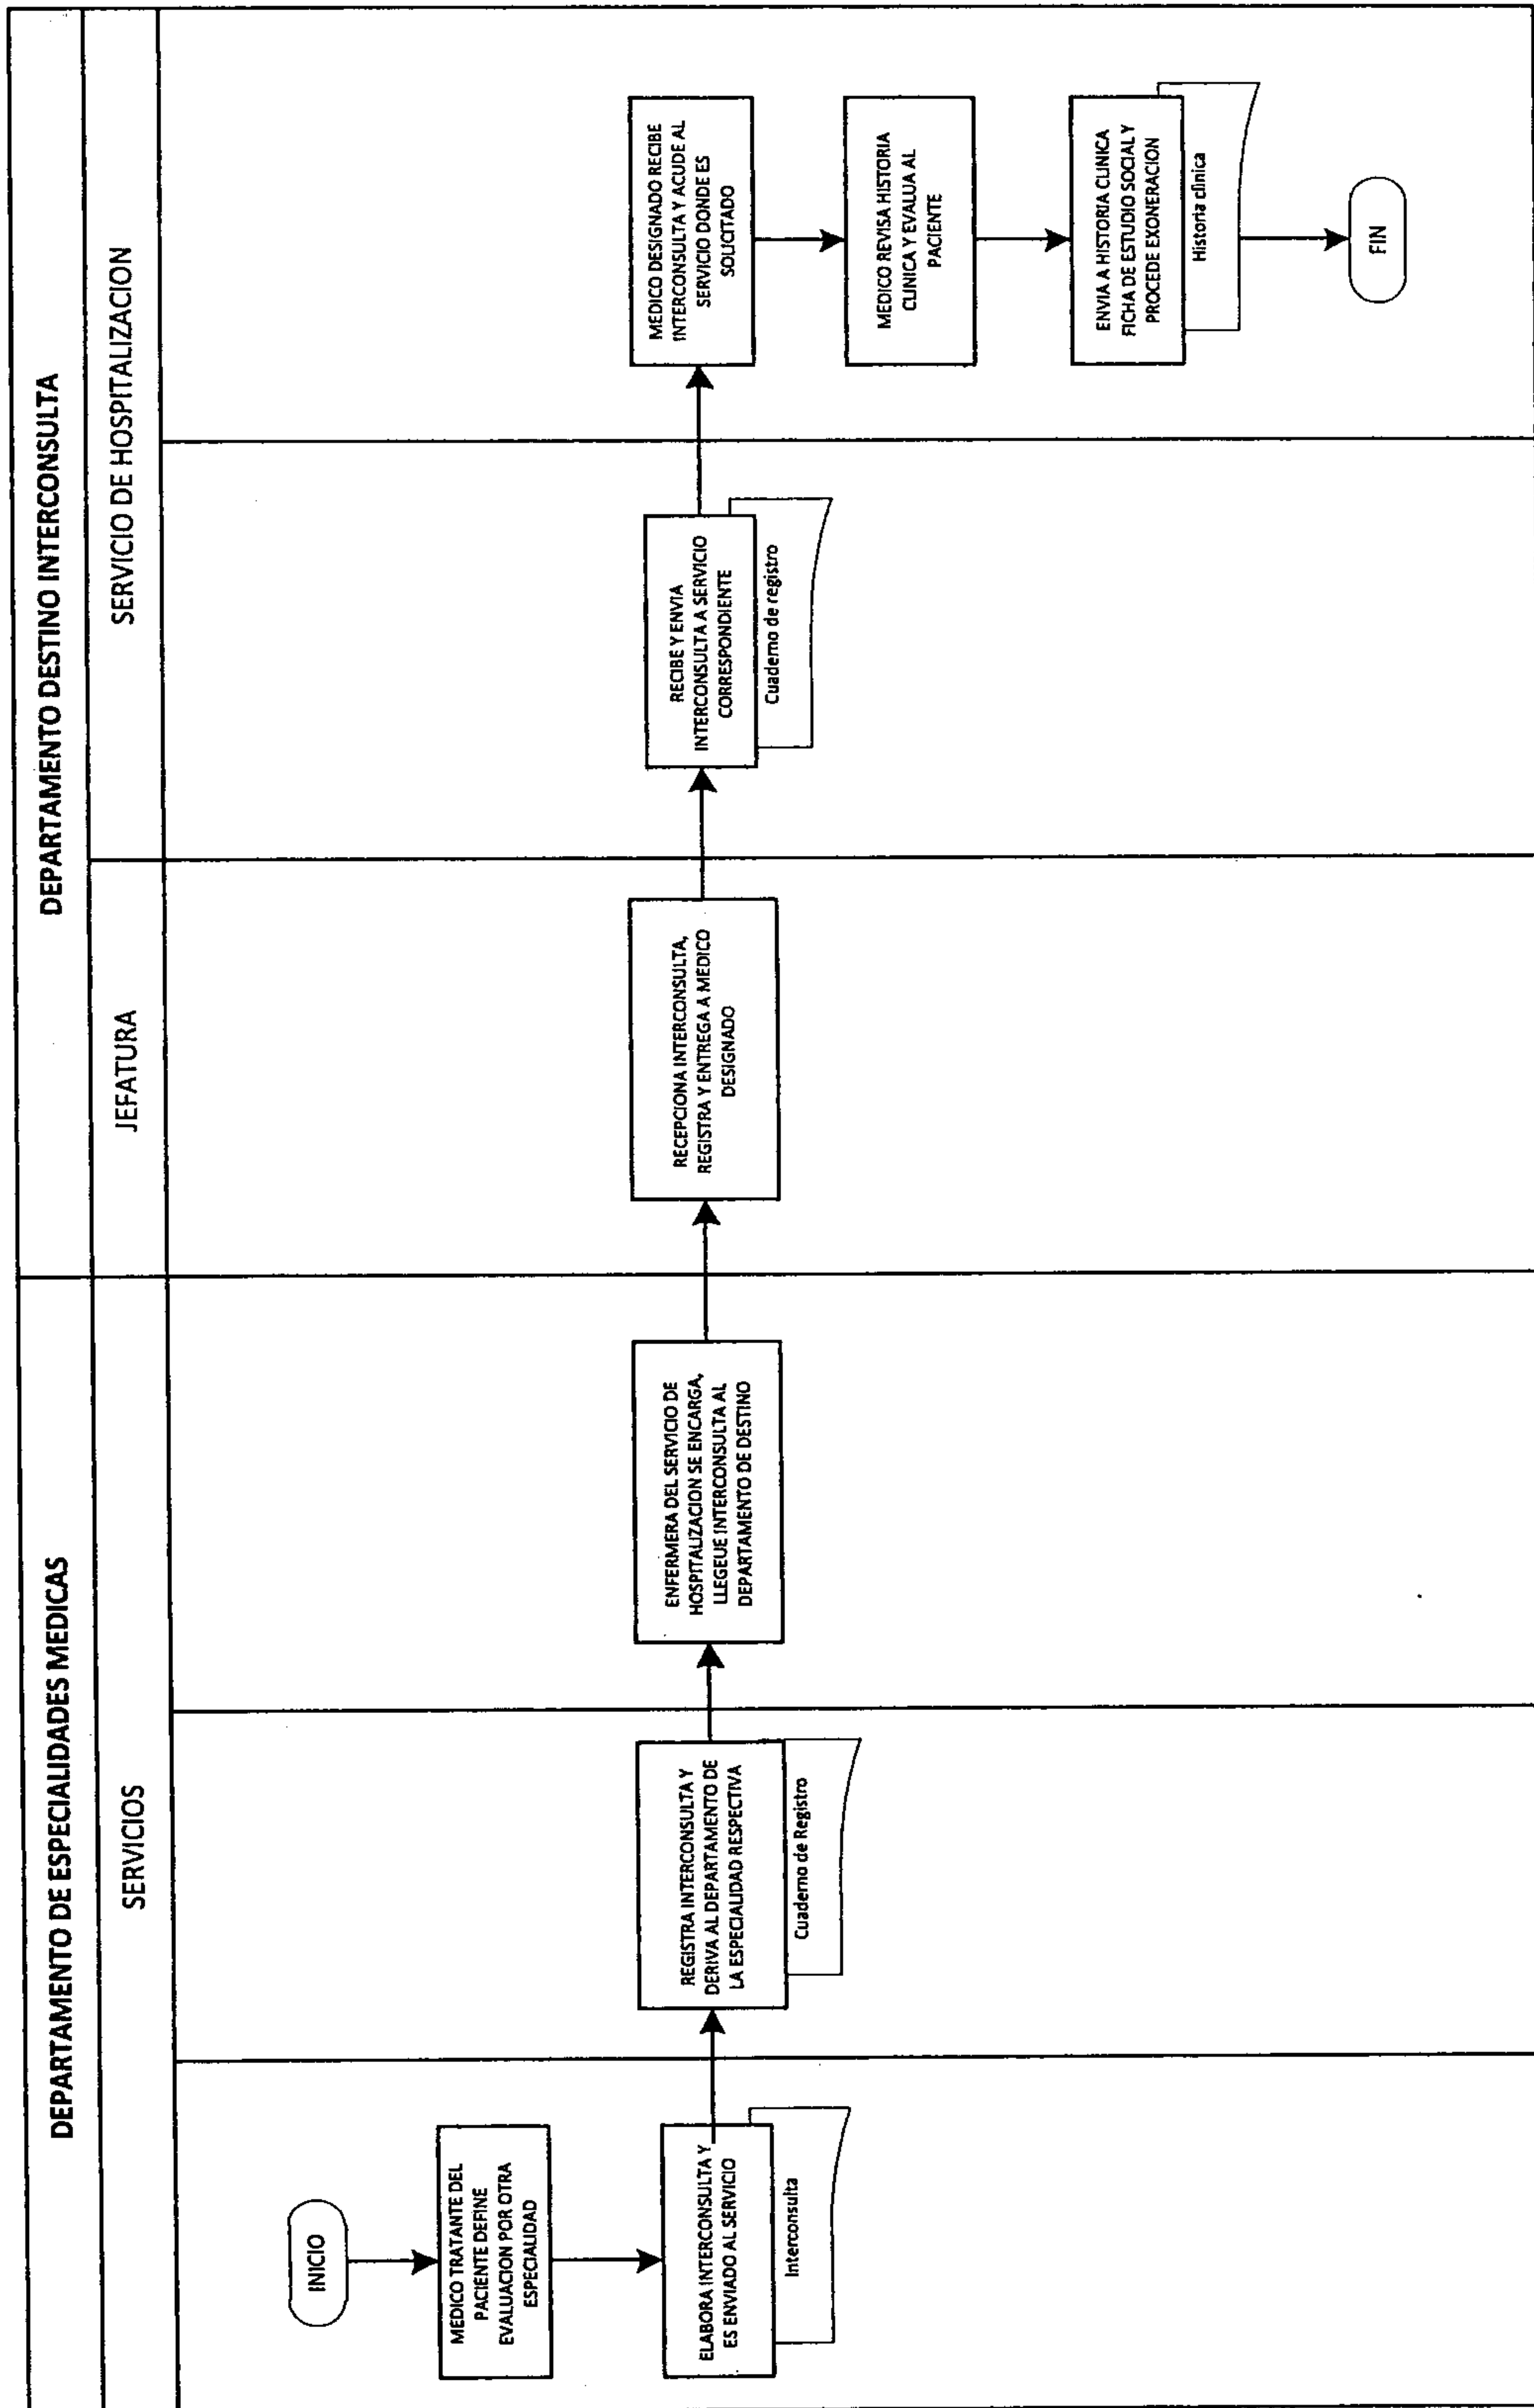 DEPARTAMENTO DE ESPECIALIDADES MEDICAS
DEPARTAMENTO DESTINO INTERCONSULTA
SERVICIOS
JEFATURA
SERVICIO DE HOSPITALIZACION
INICIO
MEDICO TRATANTE DEL
PACIENTE DEFINE
EVALUACION POR OTRA
ESPECIALIDAD
ELABORA INTERCONSULTA Y
ES ENVIADO AL SERVICIO
Interconsulta
REGISTRA INTERCONSULTA Y
DERIVA AL DEPARTAMENTO DE
LA ESPECIALIDAD RESPECTIVA
Cuaderno de Registro
ENFERMERA DEL SERVICIO DE
HOSPITALIZACION SE ENCARGA,
LLEGEUE INTERCONSULTA AL
DEPARTAMENTO DE DESTINO
RECEPCIONA INTERCONSULTA,
REGISTRA Y ENTREGA A MEDICO
DESIGNADO
RECIBE Y ENVIA
INTERCONSULTA A SERVICIO
CORRESPONDIENTE
Cuaderno de registro
MEDICO DESIGNADO RECIBE
INTERCONSULTA Y ACUDE AL
SERVICIO DONDE ES
SOLICITADO
MEDICO REVISA HISTORIA
CLINICA Y EVALUA AL
PACIENTE
ENVIA A HISTORIA CLINICA
FICHA DE ESTUDIO SOCIAL Y
PROCEDE EXONERACION
Historia clinica
FIN